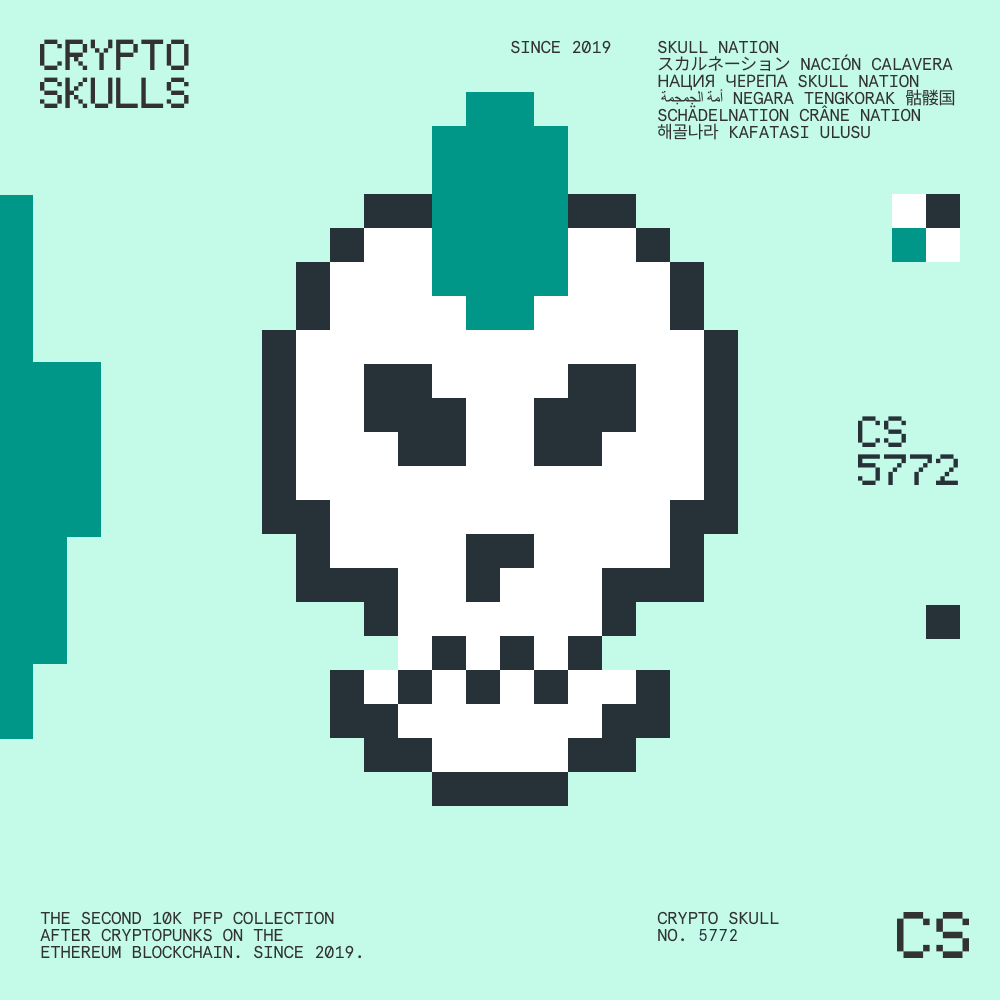 CRYPTO
SKULLS
SINCE 2019
SKULL NATION
スカルネーション NACIÓN CALAVERA
НАЦИЯ ЧЕРЕПА SKULL NATION
أمة الجمجمة NEGARA TENGKORAK 骷髅国
SCHÄDELNATION CRÂNE NATION
해골나라 KAFATASI ULUSU
CS
5772
THE SECOND 10K PFP COLLECTION
AFTER CRYPTOPUNKS ON THE
ETHEREUM BLOCKCHAIN. SINCE 2019.
CRYPTO SKULL
NO. 5772
CS